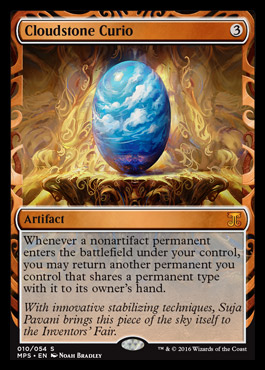 Cloudstone Curio 3
Artifact
Whenever a nonartifact permanent
enters the battlefield under your control,
you may return another permanent you
control that shares a permanent type
with it to its owner's hand.
With innovative stabilizing techniques, Suja
Pavani brings this piece of the sky itself to
the Inventors' Fair.
010/054 S
MPS • EN Noah Bradley
™ & © 2016 Wizards of the Coast